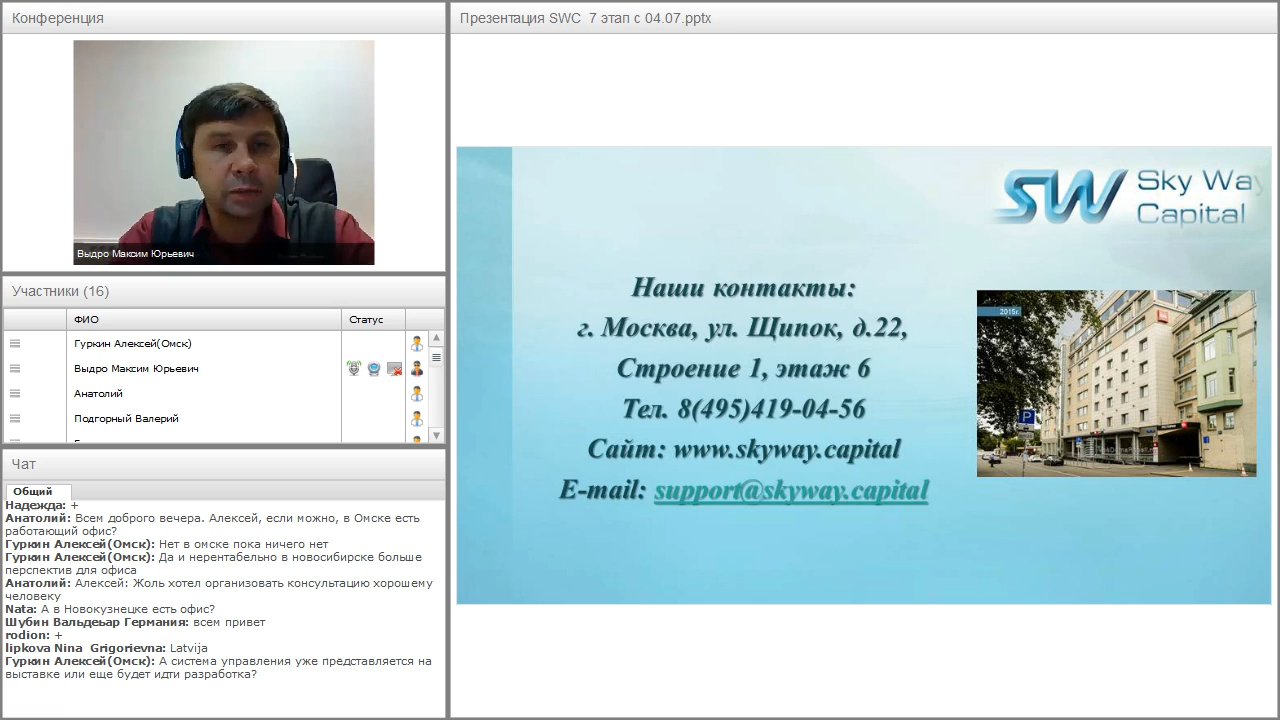 Конференция
Выдро Максим Юрьевич
Участники (16)
ФИО
Статус
Гуркин Алексей(Омск)
Выдро Максим Юрьевич
Анатолий
Подгорный Валерий
Чат
Общий
Надежда: +
Анатолий: Всем доброго вечера. Алексей, если можно, в Омске есть
работающий офис?
Гуркин Алексей(Омск): Нет в омске пока ничего нет
Гуркин Алексей(Омск): Да и нерентабельно в новосибирске больше
перспектив для офиса
Анатолий: Алексей: Жоль хотел организовать консультацию хорошему
человеку
Nata: А в Новокузнецке есть офис?
Шубин Вальдеьар Германия: всем привет
rodion: +
lipkova Nina Grigorievna: Latvija
Гуркин Алексей(Омск): А система управления уже представляется на
выставке или еще будет идти разработка?
Презентация SWC 7 этап с 04.07.pptx
SW Sky Way
Capital
Наши контакты:
г. Москва, ул. Щипок, д.22,
Строение 1, этаж 6
Тел. 8(495)419-04-56
Сайт: www.skyway.capital
E-mail: support@skyway.capital
2015г.
P